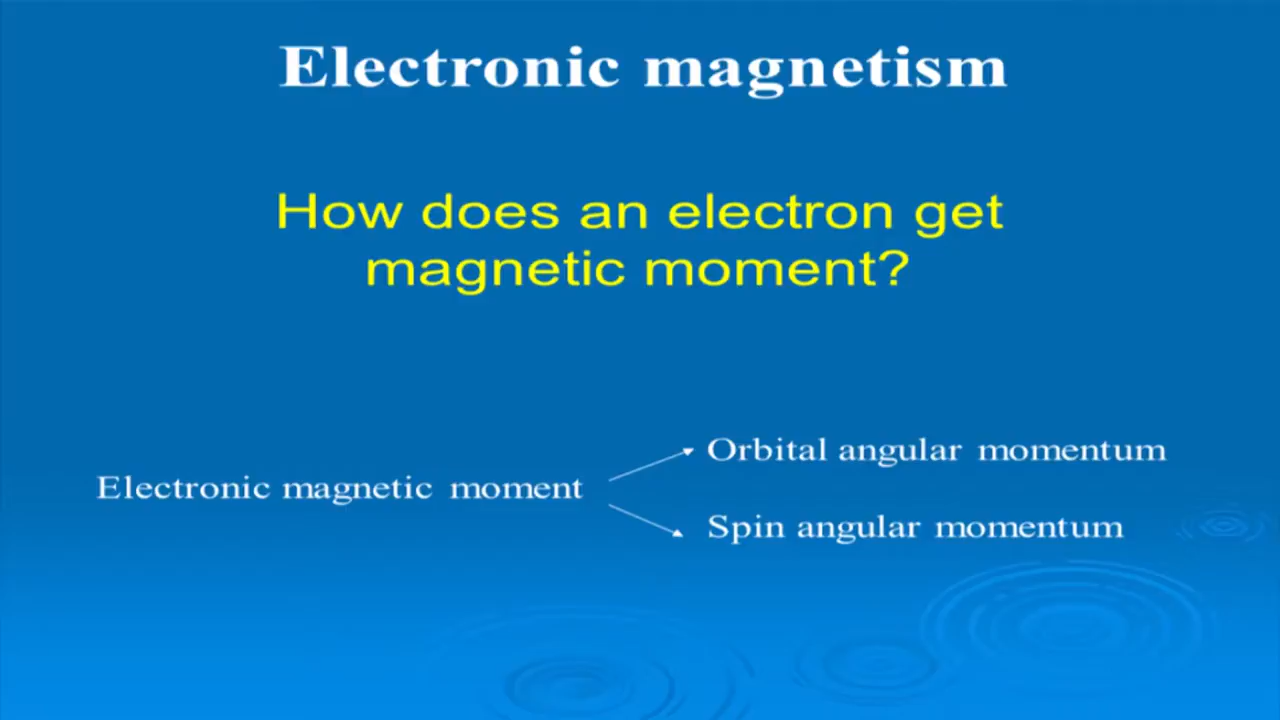 Electronic magnetism
How does an electron get
magnetic moment?
Orbital angular momentum
Electronic magnetic moment
Spin angular momentum